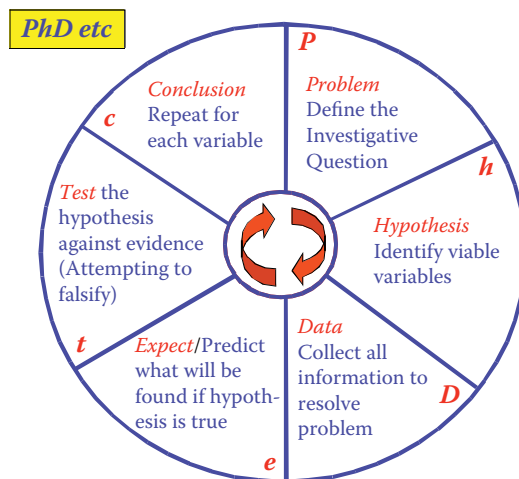 PhD etc
P
Problem
Define the
Investigative
Question
h
Hypothesis
Identify viable
variables
D
Data
Collect all
information to
resolve
problem
e
Expect/Predict
what will be
found if hypoth-
esis is true
t
Test the
hypothesis
against evidence
(Attempting to
falsify)
c
Conclusion
Repeat for
each variable